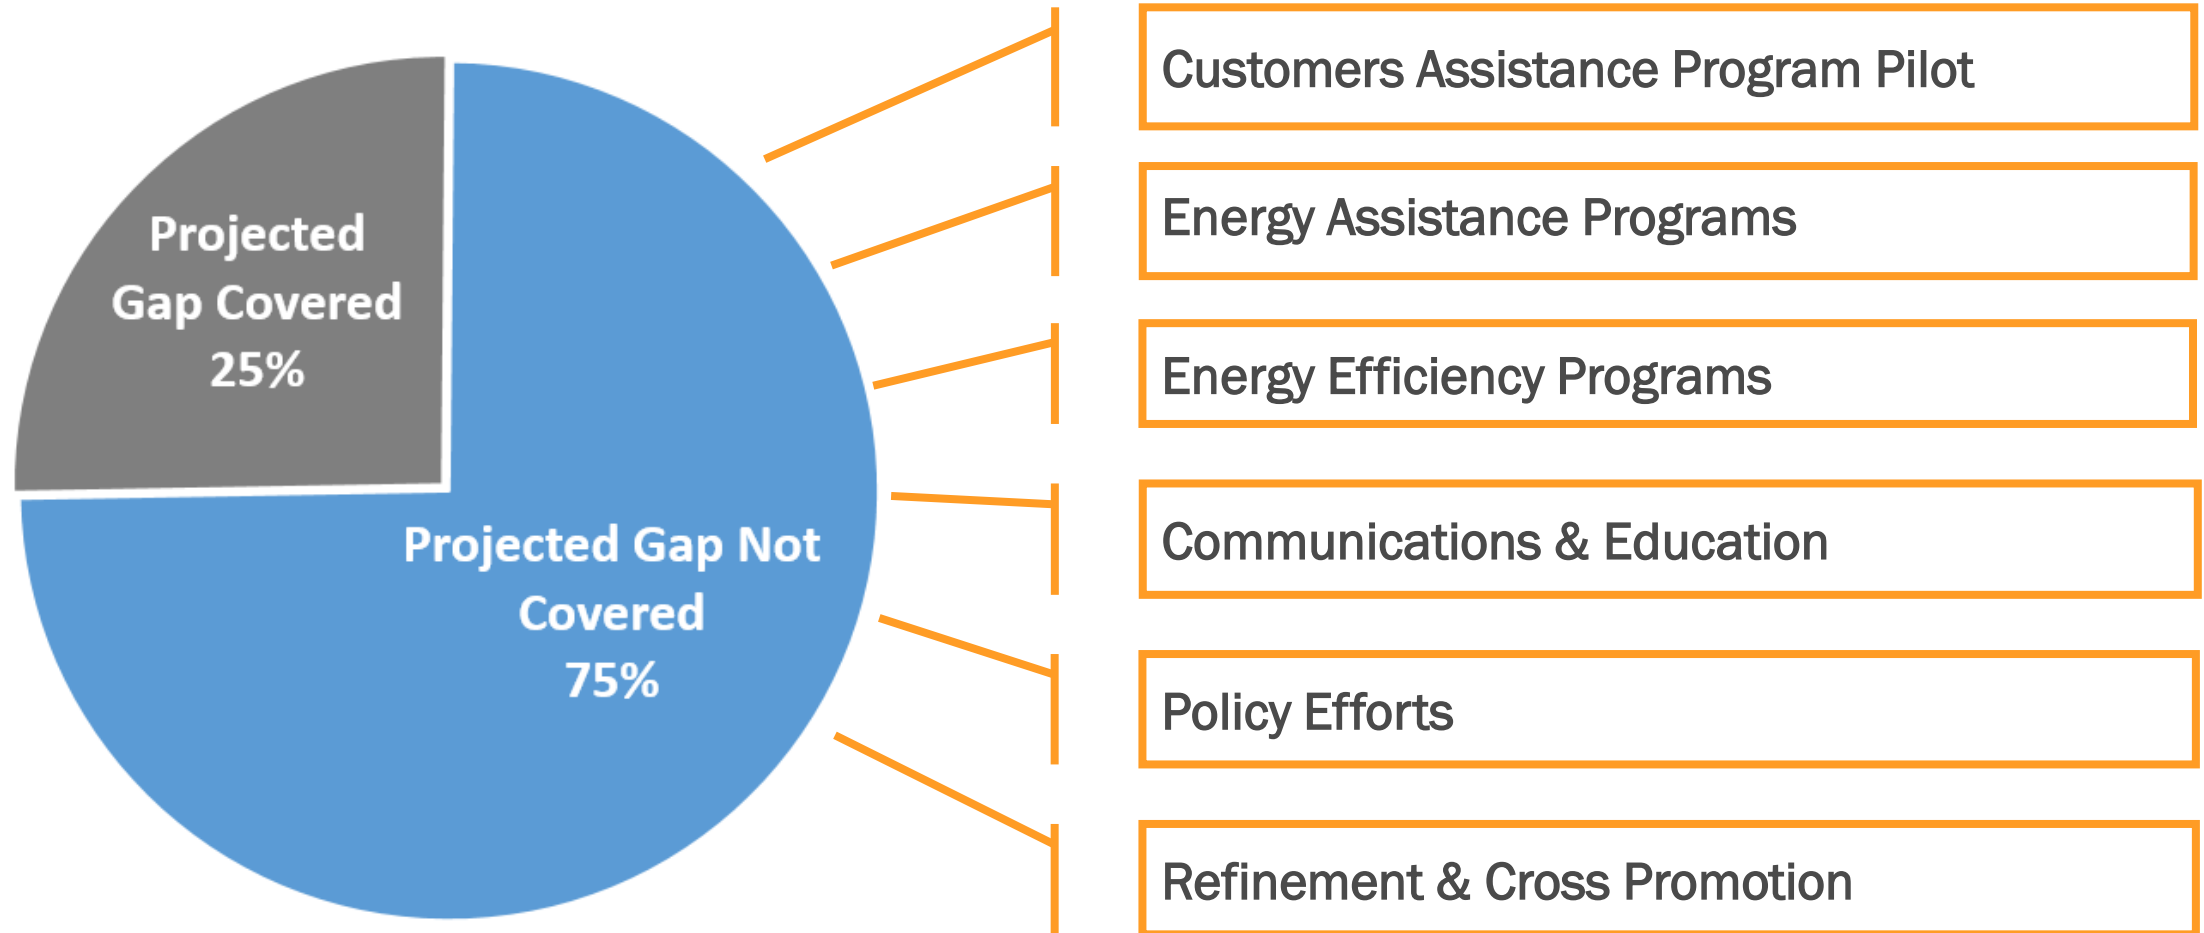 Projected
Gap Covered
25%
Projected Gap Not
Covered
75%
Customers Assistance Program Pilot
Energy Assistance Programs
Energy Efficiency Programs
Communications & Education
Policy Efforts
Refinement & Cross Promotion